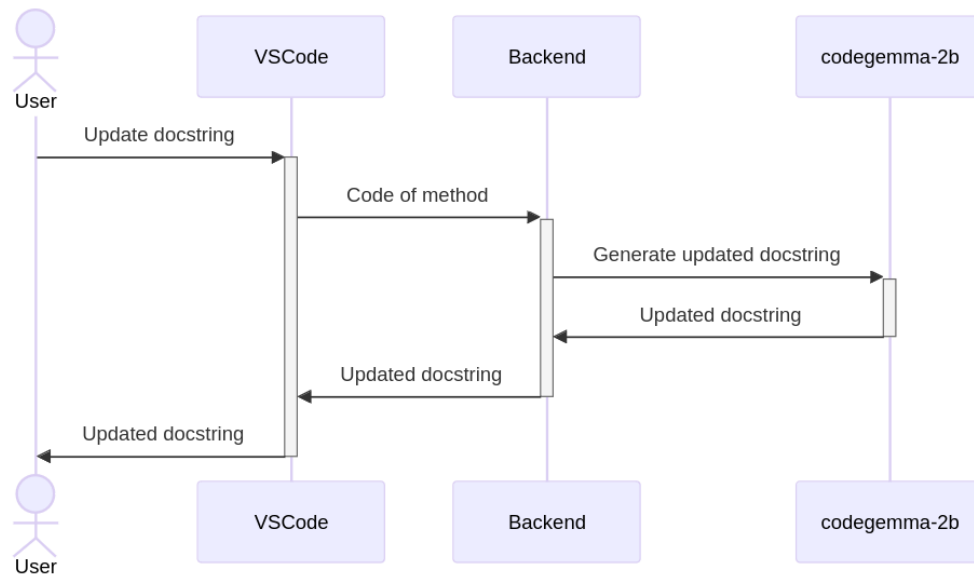 VSCode
Backend
codegemma-2b
User
Update docstring
Code of method
Generate updated docstring
Updated docstring
Updated docstring
Updated docstring
VSCode
Backend
codegemma-2b
User